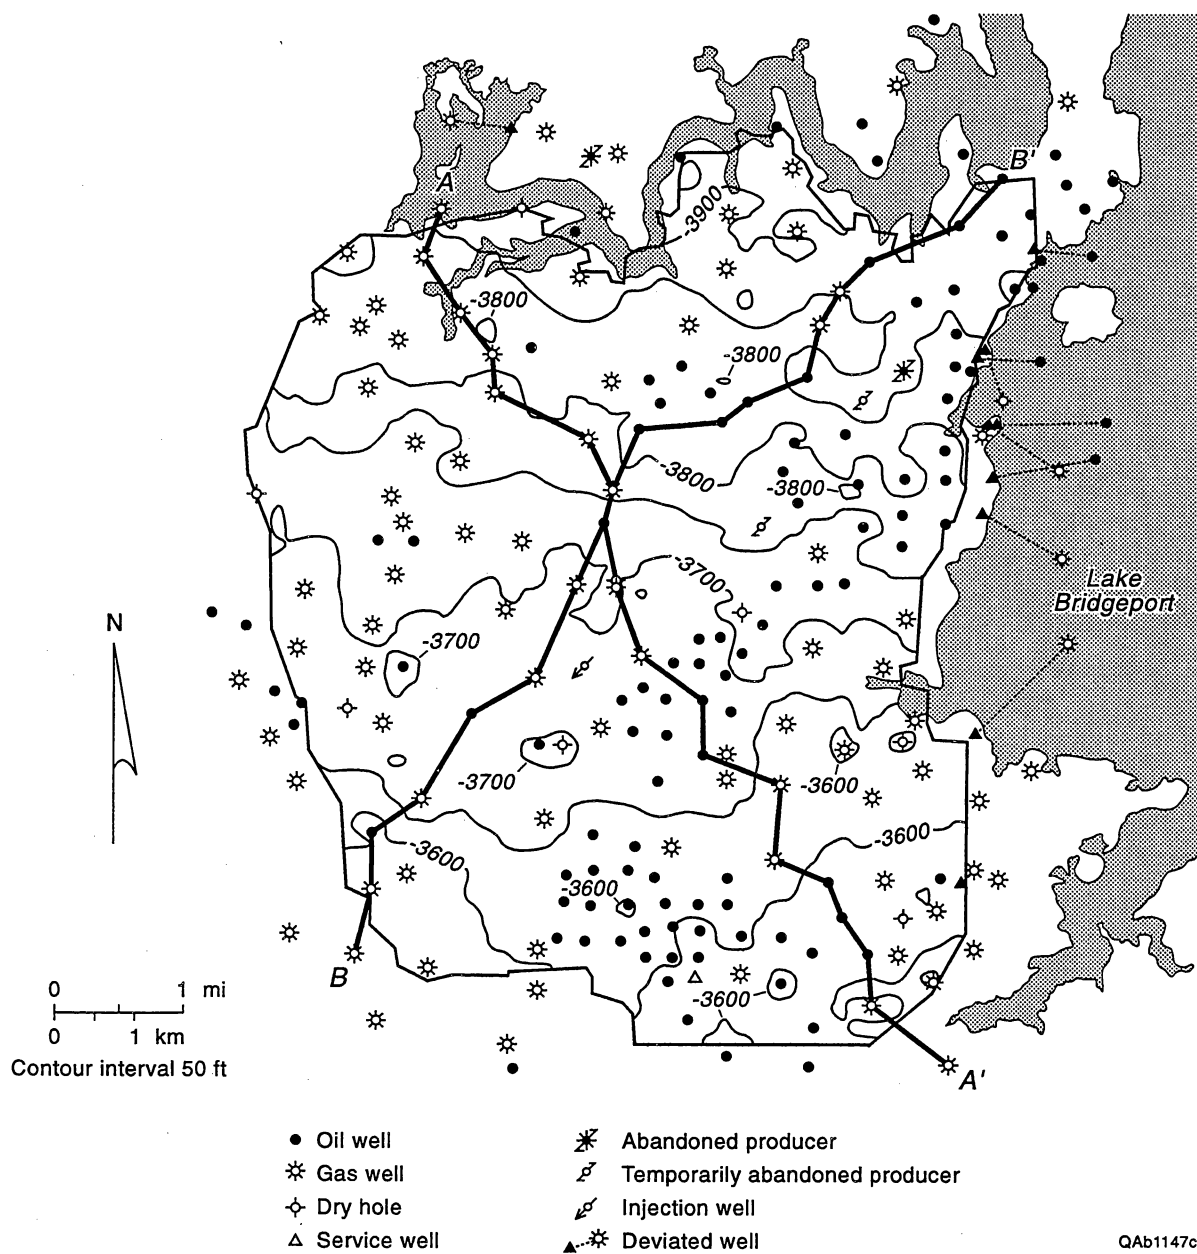 B'
A
-3900
-3800
-3800
-3800
-3800
-3700
Lake
Bridgeport
N
-3700
-3700
-3600
-3600
-3600
-3600
-3600
B
A'
0 1 mi
0 1 km
Contour interval 50 ft
Oil well
Gas well
Dry hole
Service well
Abandoned producer
Temporarily abandoned producer
Injection well
Deviated well
QAb1147c